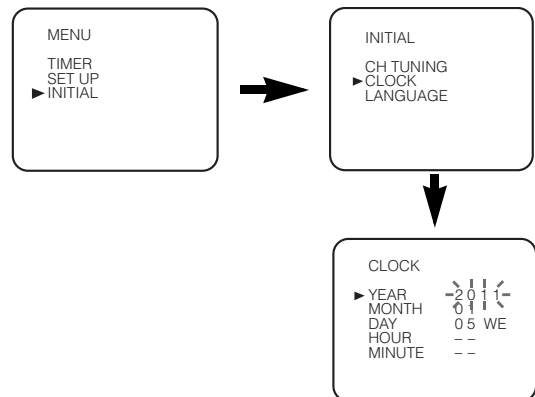 MENU
TIMER
SET UP
►INITIAL
INITIAL
CH TUNING
►CLOCK
LANGUAGE
CLOCK
►YEAR 2011
MONTH 01
DAY 05 WE
HOUR – –
MINUTE – –